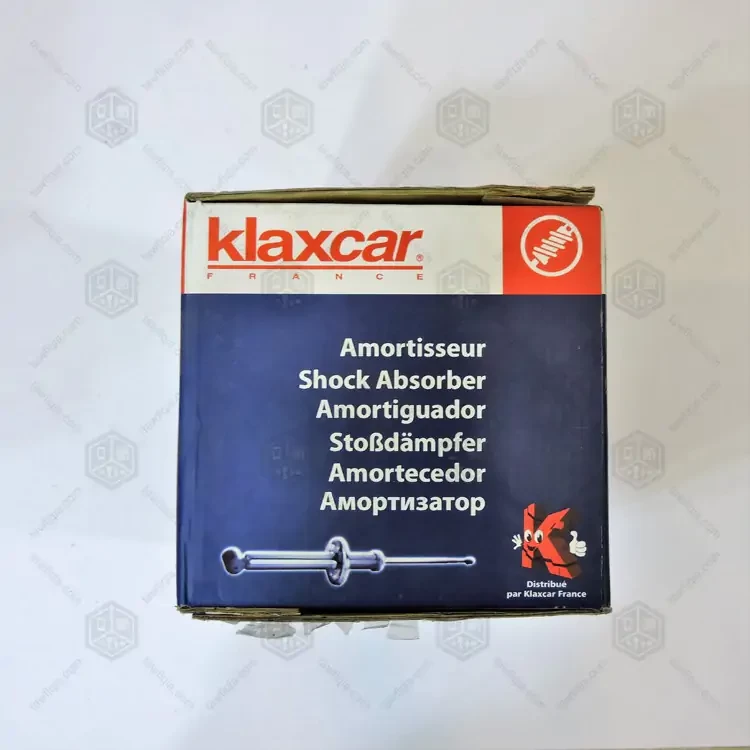 klaxcar®
FRANCE
Amortisseur
Shock Absorber
Amortiguador
Stoßdämpfer
Amortecedor
Амортизатор
K
Distribué
par Klaxcar France